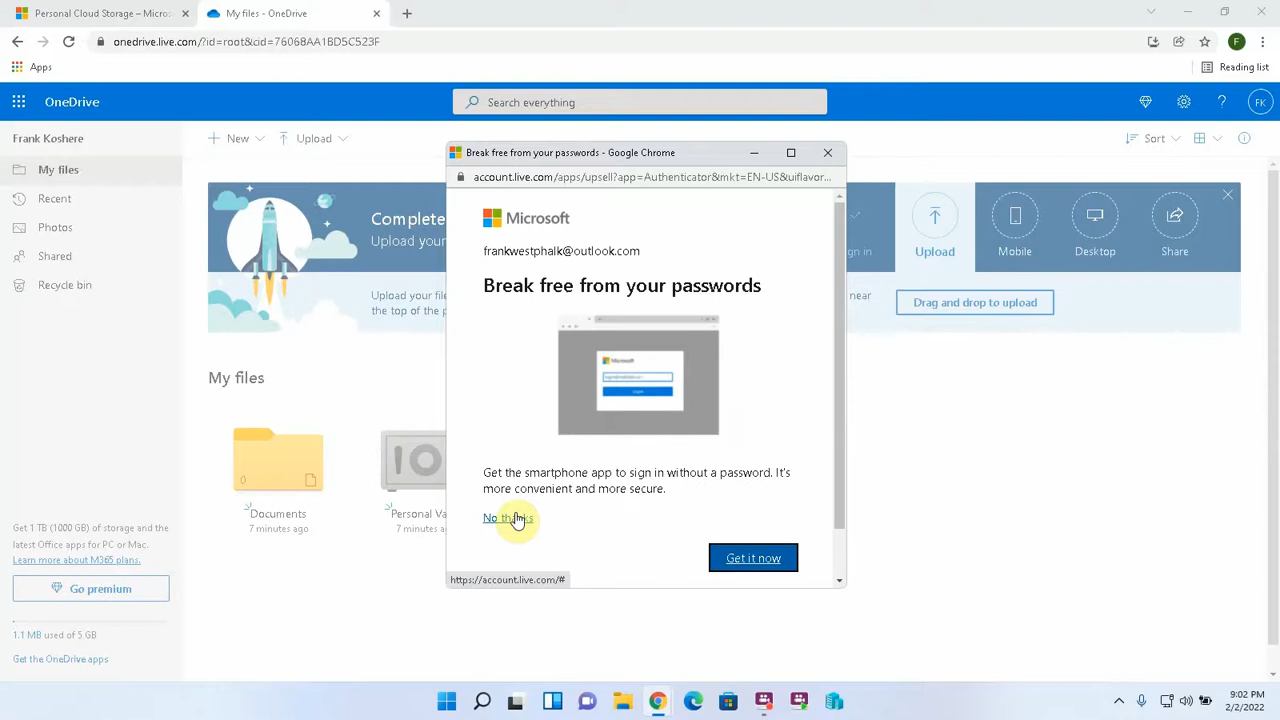 Personal Cloud Storage – Micros
My files - OneDrive
onedrive.live.com/?id=root&cid=76068AA1BD5C523F
F
Apps
Reading list
OneDrive
Search everything
FK
Frank Koshere
New
Upload
Sort
My files
Recent
Photos
Shared
Recycle bin
Complete
Upload your
Upload your file
the top of the p
gn in
near
Upload
Mobile
Desktop
Share
Drag and drop to upload
My files
Documents
7 minutes ago
Personal Va
7 minutes
0
Break free from your passwords - Google Chrome
account.live.com/apps/upsell?app=Authenticator&mkt=EN-US&uiflavor...
Microsoft
frankwestphalk@outlook.com
Break free from your passwords
Microsoft
Get the smartphone app to sign in without a password. It's
more convenient and more secure.
No thanks
Get it now
https://account.live.com/#
Get 1 TB (1000 GB) of storage and the
latest Office apps for PC or Mac.
Learn more about M365 plans.
Go premium
1.1 MB used of 5 GB
Get the OneDrive apps
9:02 PM
2/2/2022